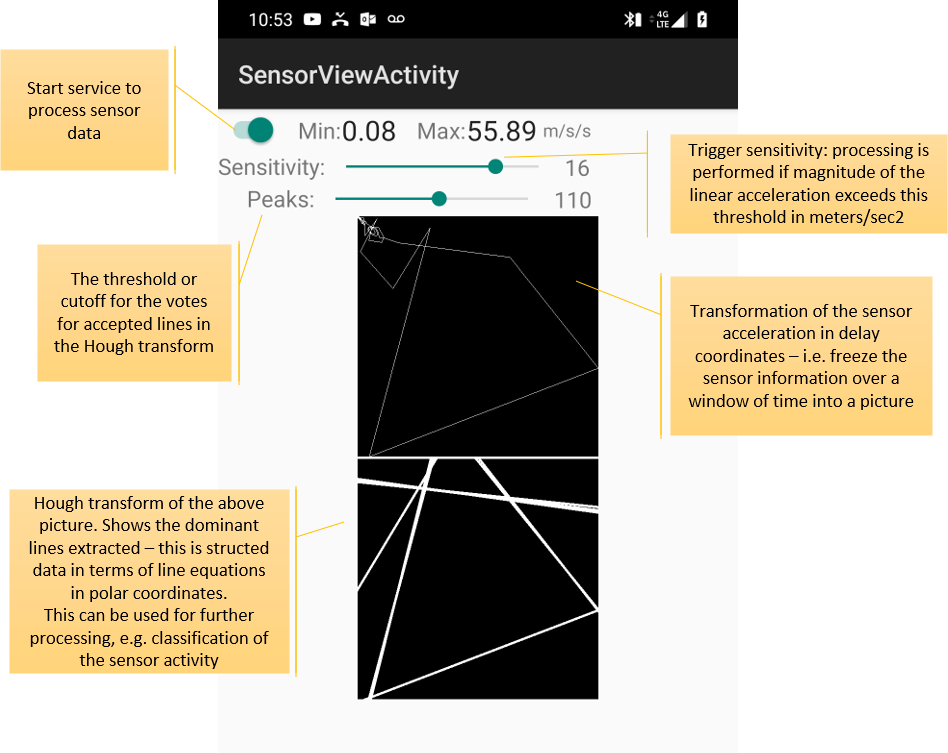 10:53
4G
LTE
SensorViewActivity
Start service to
process sensor
data
Min:0.08 Max:55.89 m/s/s
Sensitivity: 16
Peaks: 110
Trigger sensitivity: processing is
performed if magnitude of the
linear acceleration exceeds this
threshold in meters/sec2
The threshold or
cutoff for the votes
for accepted lines in
the Hough transform
Transformation of the sensor
acceleration in delay
coordinates – i.e. freeze the
sensor information over a
window of time into a picture
Hough transform of the above
picture. Shows the dominant
lines extracted – this is structed
data in terms of line equations
in polar coordinates.
This can be used for further
processing, e.g. classification of
the sensor activity